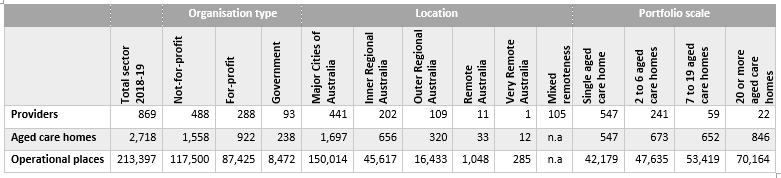 Organisation type Location Portfolio scale
Total sector 2018-19 Not-for-profit For-profit Government Major Cities of Australia Inner Regional Australia Outer Regional Australia Remote Australia Very Remote Australia Mixed remoteness Single aged care home 2 to 6 aged care homes 7 to 19 aged care homes 20 or more aged care homes
Providers 869 488 288 93 441 202 109 11 1 105 547 241 59 22
Aged care homes 2,718 1,558 922 238 1,697 656 320 33 12 n.a 547 673 652 846
Operational places 213,397 117,500 87,425 8,472 150,014 45,617 16,433 1,048 285 n.a 42,179 47,635 53,419 70,164